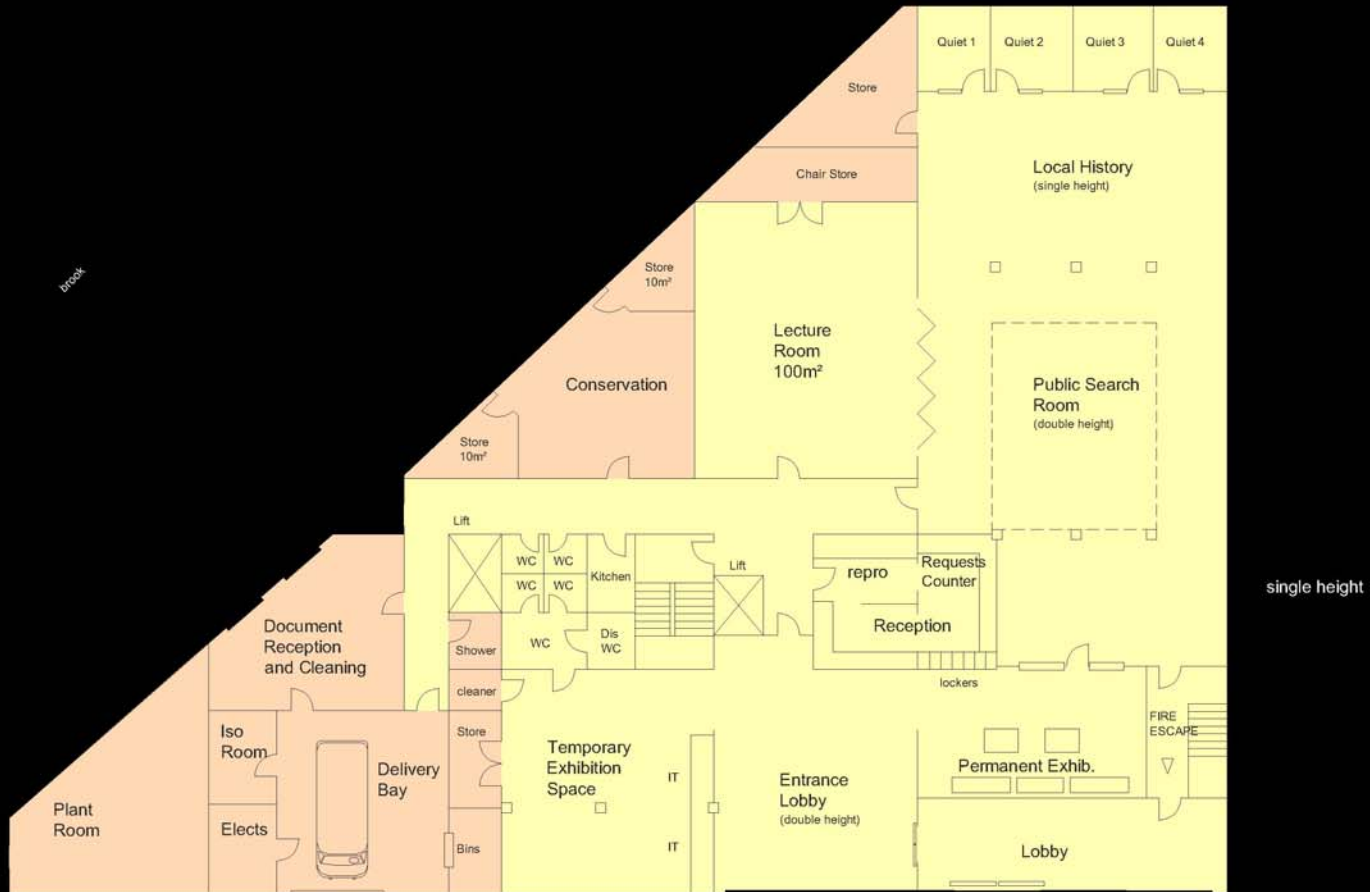 Quiet 1
Quiet 2
Quiet 3
Quiet 4
Store
Local History
(single height)
Chair Store
brook
Store
10m²
Lecture
Room
100m²
Conservation
Public Search
Room
(double height)
Store
10m²
Lift
WC
WC
WC
WC
Kitchen
Lift
repro
Requests
Counter
Reception
single height
Document
Reception
and Cleaning
Shower
WC
Dis
WC
cleaner
lockers
Iso
Room
Store
Delivery
Bay
Temporary
Exhibition
Space
IT
IT
Entrance
Lobby
(double height)
Permanent Exhib.
FIRE
ESCAPE
Plant
Room
Elects
Bins
Lobby